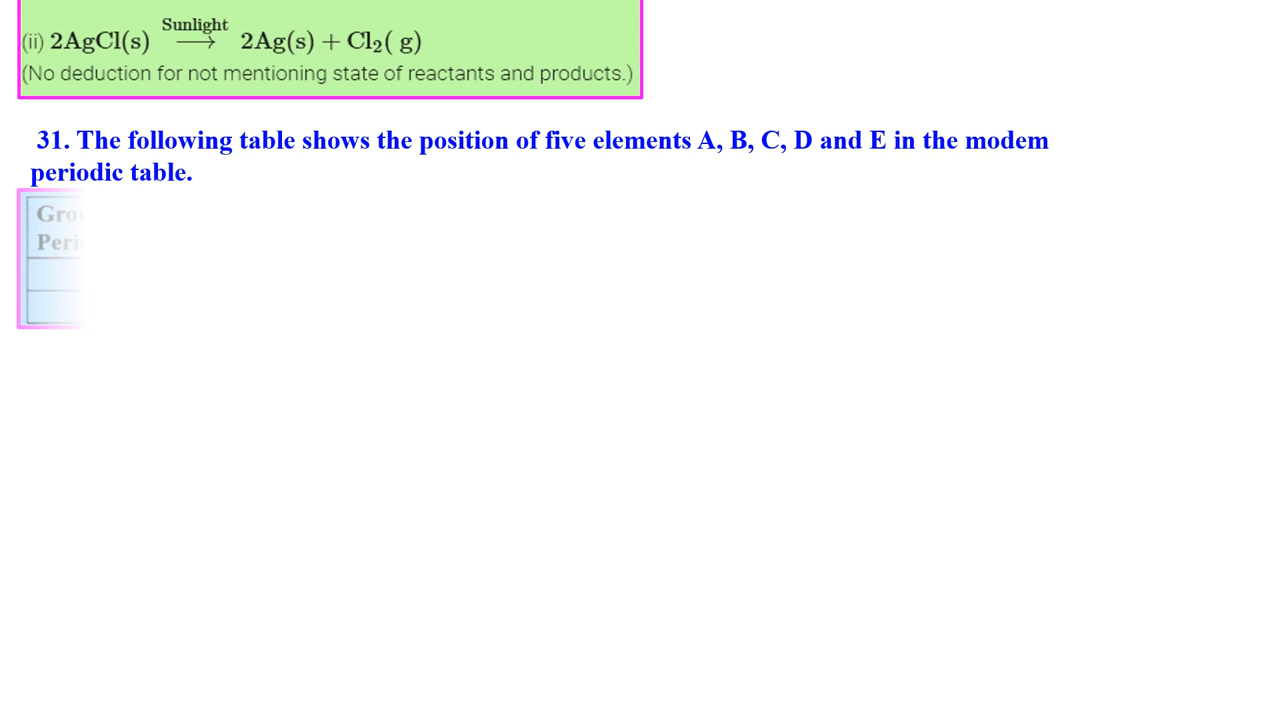 (ii) 2AgCl(s) Sunlight ⟶ 2Ag(s) + Cl₂( g)
(No deduction for not mentioning state of reactants and products.)
31. The following table shows the position of five elements A, B, C, D and E in the modem
periodic table.